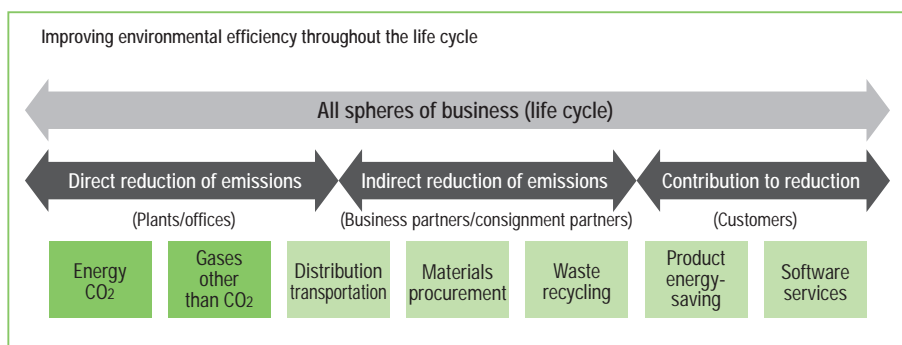 Improving environmental efficiency throughout the life cycle
All spheres of business (life cycle)
Direct reduction of emissions
Indirect reduction of emissions
Contribution to reduction
(Plants/offices)
(Business partners/consignment partners)
(Customers)
Energy
CO2
Gases
other
than CO2
Distribution
transportation
Materials
procurement
Waste
recycling
Product
energy-
saving
Software
services